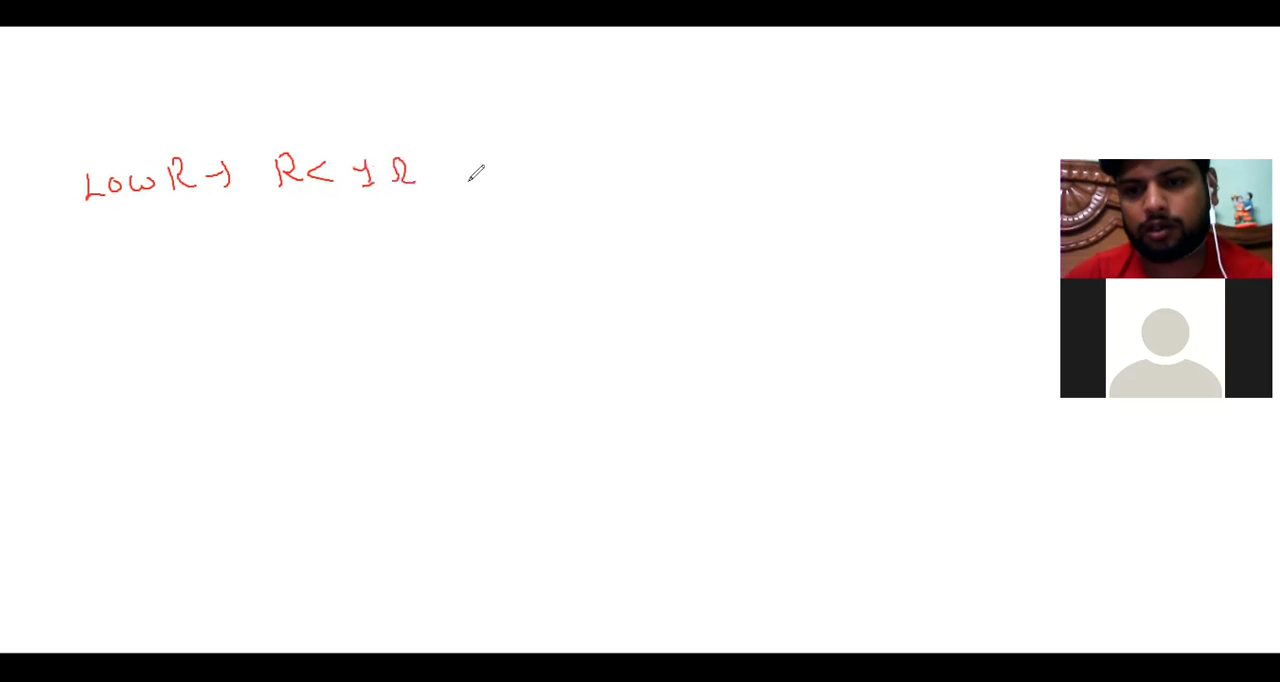 LOW R → R < 1 Ω